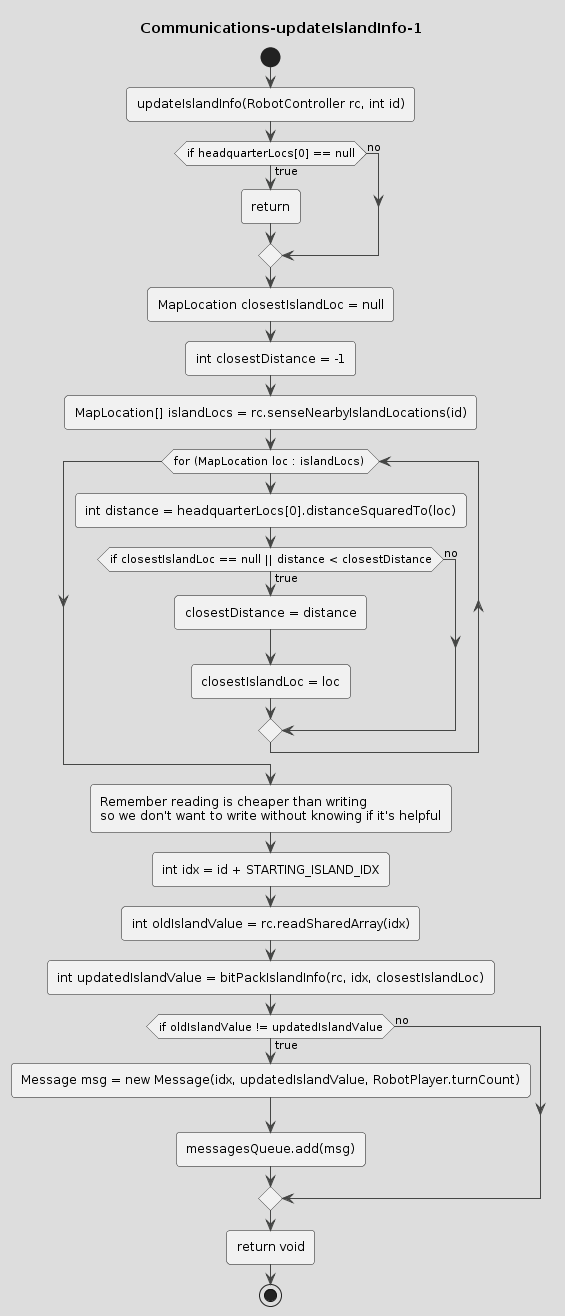 Communications-updateIslandInfo-1
updateIslandInfo(RobotController rc, int id)
if headquarterLocs[0] == null
no
true
return
MapLocation closestIslandLoc = null
int closestDistance = -1
MapLocation[] islandLocs = rc.senseNearbyIslandLocations(id)
for (MapLocation loc : islandLocs)
int distance = headquarterLocs[0].distanceSquaredTo(loc)
if closestIslandLoc == null || distance < closestDistance
no
true
closestDistance = distance
closestIslandLoc = loc
Remember reading is cheaper than writing
so we don't want to write without knowing if it's helpful
int idx = id + STARTING_ISLAND_IDX
int oldIslandValue = rc.readSharedArray(idx)
int updatedIslandValue = bitPackIslandInfo(rc, idx, closestIslandLoc)
if oldIslandValue != updatedIslandValue
no
true
Message msg = new Message(idx, updatedIslandValue, RobotPlayer.turnCount)
messagesQueue.add(msg)
return void